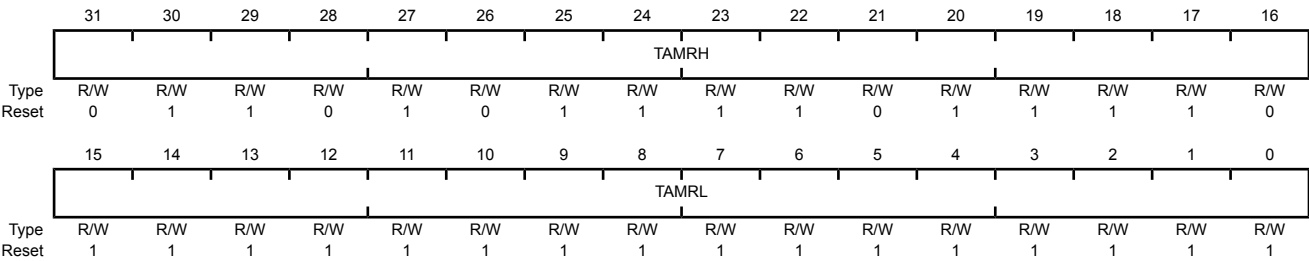 31 30 29 28 27 26 25 24 23 22 21 20 19 18 17 16
TAMRH
Type R/W R/W R/W R/W R/W R/W R/W R/W R/W R/W R/W R/W R/W R/W R/W R/W
Reset 0 1 1 0 1 0 1 1 1 1 0 1 1 1 1 0
15 14 13 12 11 10 9 8 7 6 5 4 3 2 1 0
TAMRL
Type R/W R/W R/W R/W R/W R/W R/W R/W R/W R/W R/W R/W R/W R/W R/W R/W
Reset 1 1 1 1 1 1 1 1 1 1 1 1 1 1 1 1